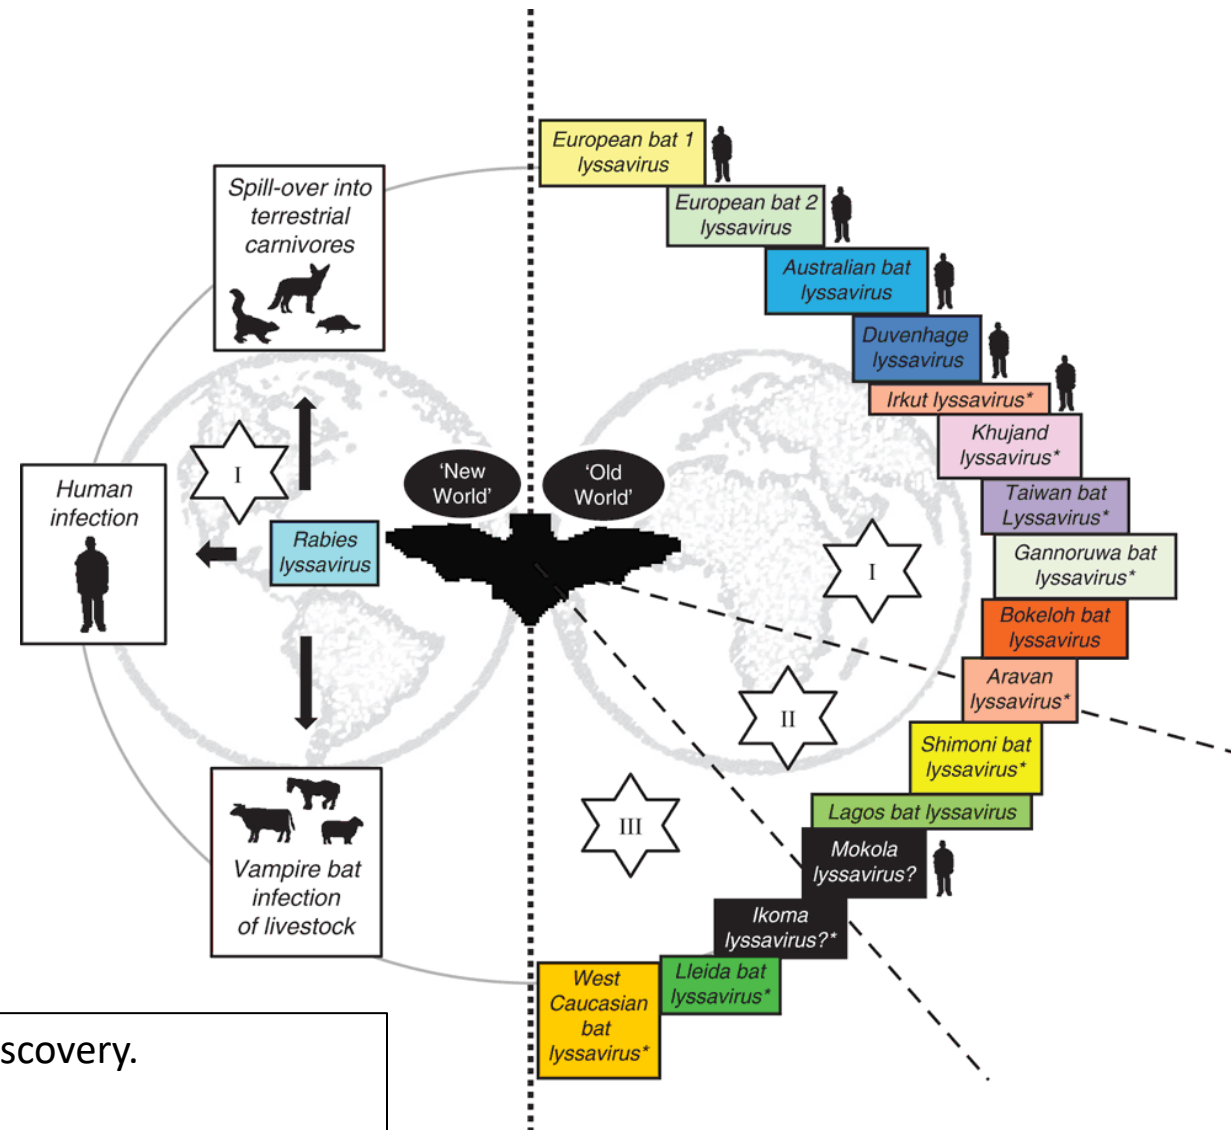 European bat 1
lyssavirus
Spill-over into
terrestrial
carnivores
European bat 2
lyssavirus
Australian bat
lyssavirus
Duvenhage
lyssavirus
Irkut lyssavirus*
Khujand
lyssavirus*
'New
World'
'Old
World'
I
Human
infection
Taiwan bat
Lyssavirus*
Rabies
lyssavirus
I
Gannoruwa bat
lyssavirus*
Bokeloh bat
lyssavirus
Aravan
lyssavirus*
II
Shimoni bat
lyssavirus*
III
Lagos bat lyssavirus
Vampire bat
infection
of livestock
Mokola
lyssavirus?
Ikoma
lyssavirus?*
Lleida bat
lyssavirus*
West
Caucasian
bat
lyssavirus*
scovery.